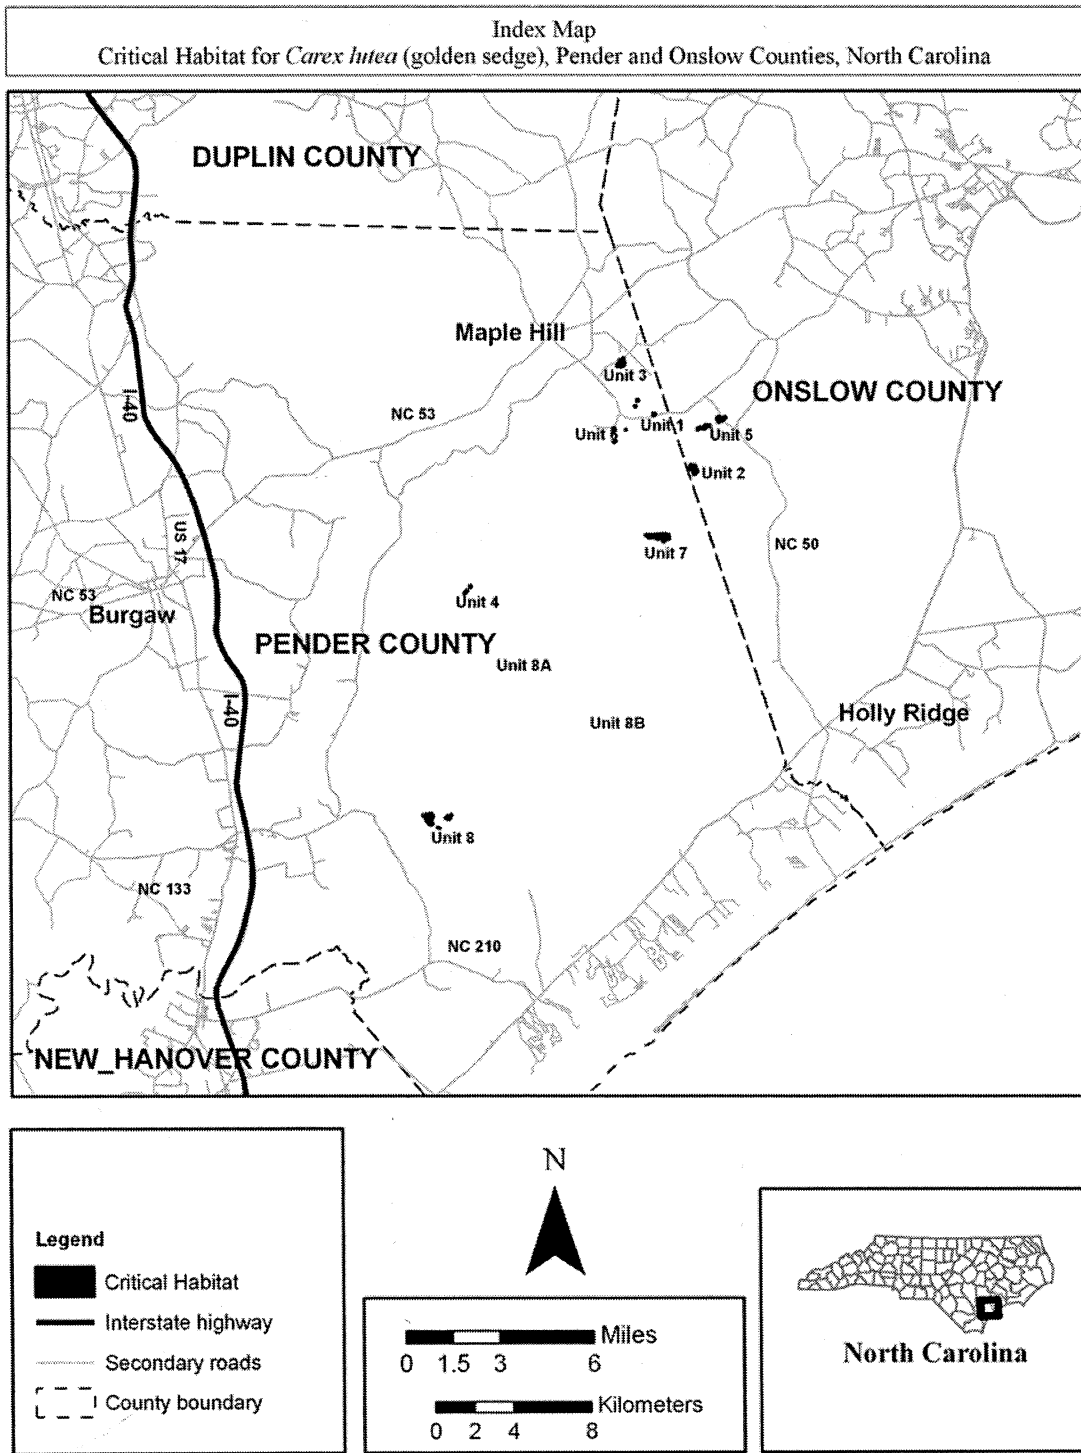 Index Map
Critical Habitat for Carex lutea (golden sedge), Pender and Onslow Counties, North Carolina
DUPLIN COUNTY
Maple Hill
Unit 3
ONSLOW COUNTY
I-40
NC 53
Unit 1
Unit 6
Unit 5
Unit 2
US 17
NC 50
Unit 7
NC 53
Burgaw
Unit 4
PENDER COUNTY
Unit 8A
I-40
Unit 8B
Holly Ridge
Unit 8
NC 133
NC 210
NEW_HANOVER COUNTY
Legend
Critical Habitat
Interstate highway
Secondary roads
County boundary
N
Miles
0 1.5 3 6
Kilometers
0 2 4 8
North Carolina